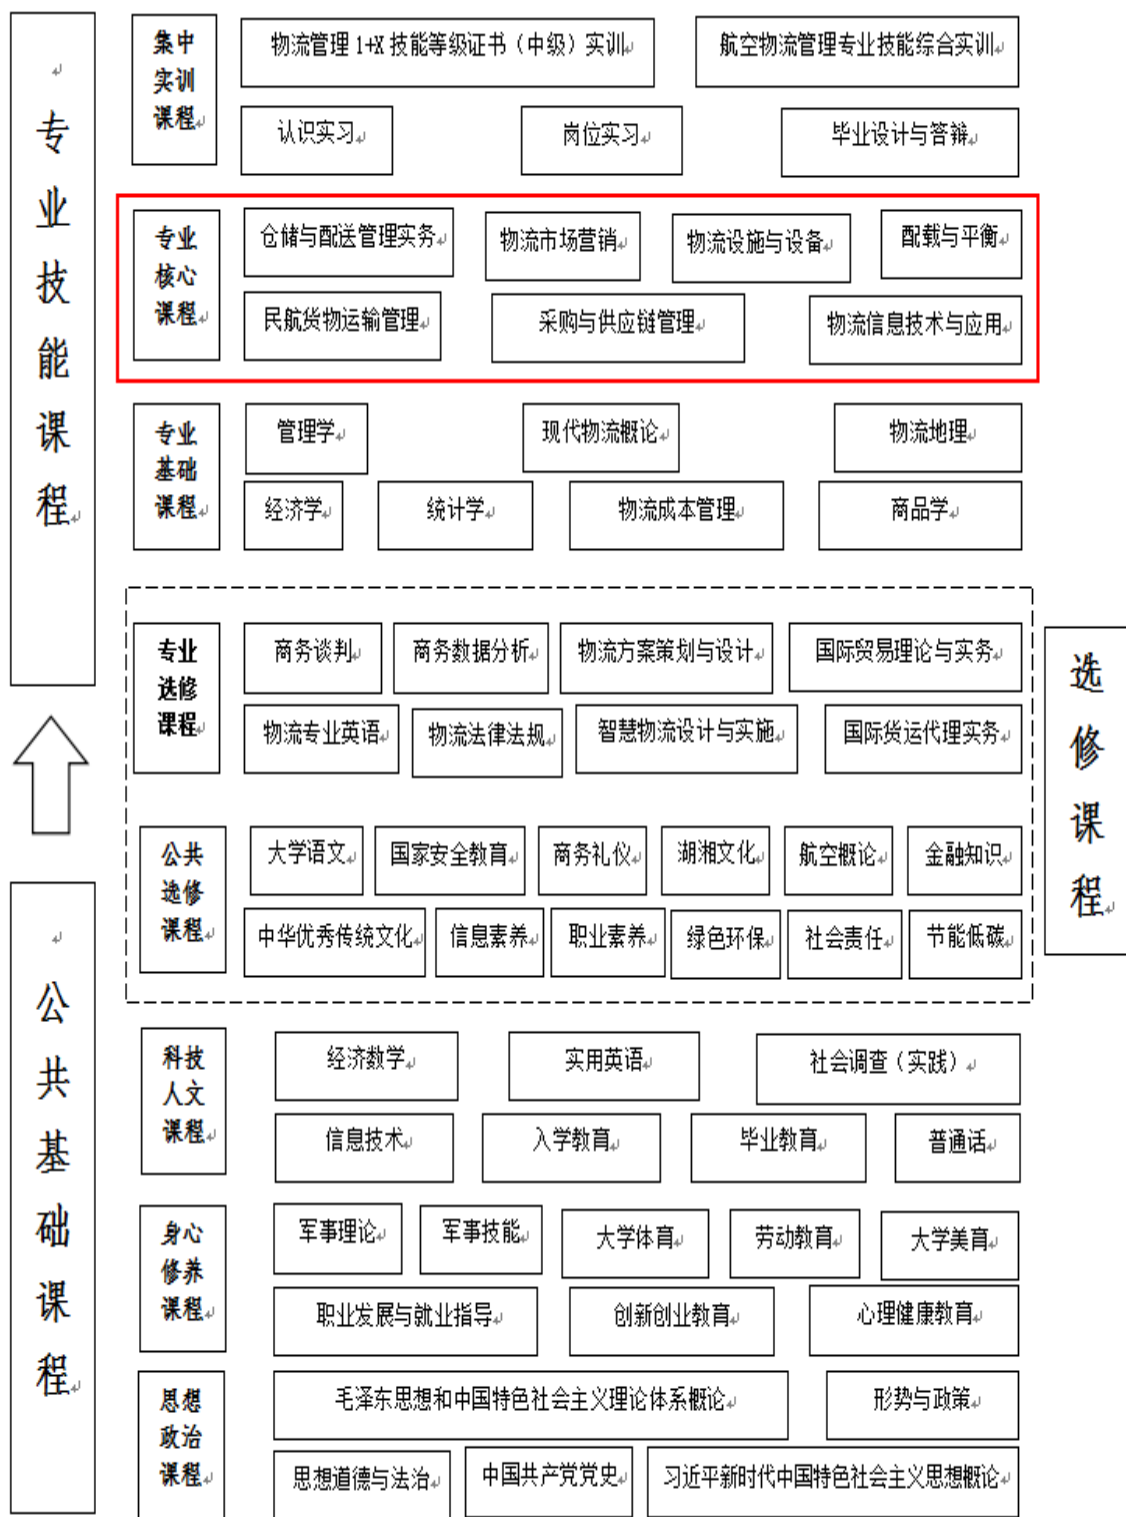 专业技能课程
集中
实训
课程
物流管理 1+X 技能等级证书（中级）实训
航空物流管理专业技能综合实训
认识实习
岗位实习
毕业设计与答辩
专业
核心
课程
仓储与配送管理实务
物流市场营销
物流设施与设备
配载与平衡
民航货物运输管理
采购与供应链管理
物流信息技术与应用
专业
基础
课程
管理学
现代物流概论
物流地理
经济学
统计学
物流成本管理
商品学
选修课程
专业
选修
课程
商务谈判
商务数据分析
物流方案策划与设计
国际贸易理论与实务
物流专业英语
物流法律法规
智慧物流设计与实施
国际货运代理实务
公共
选修
课程
大学语文
国家安全教育
商务礼仪
湖湘文化
航空概论
金融知识
中华优秀传统文化
信息素养
职业素养
绿色环保
社会责任
节能低碳
公共基础课程
科技
人文
课程
经济数学
实用英语
社会调查（实践）
信息技术
入学教育
毕业教育
普通话
身心
修养
课程
军事理论
军事技能
大学体育
劳动教育
大学美育
职业发展与就业指导
创新创业教育
心理健康教育
思想
政治
课程
毛泽东思想和中国特色社会主义理论体系概论
形势与政策
思想道德与法治
中国共产党党史
习近平新时代中国特色社会主义思想概论